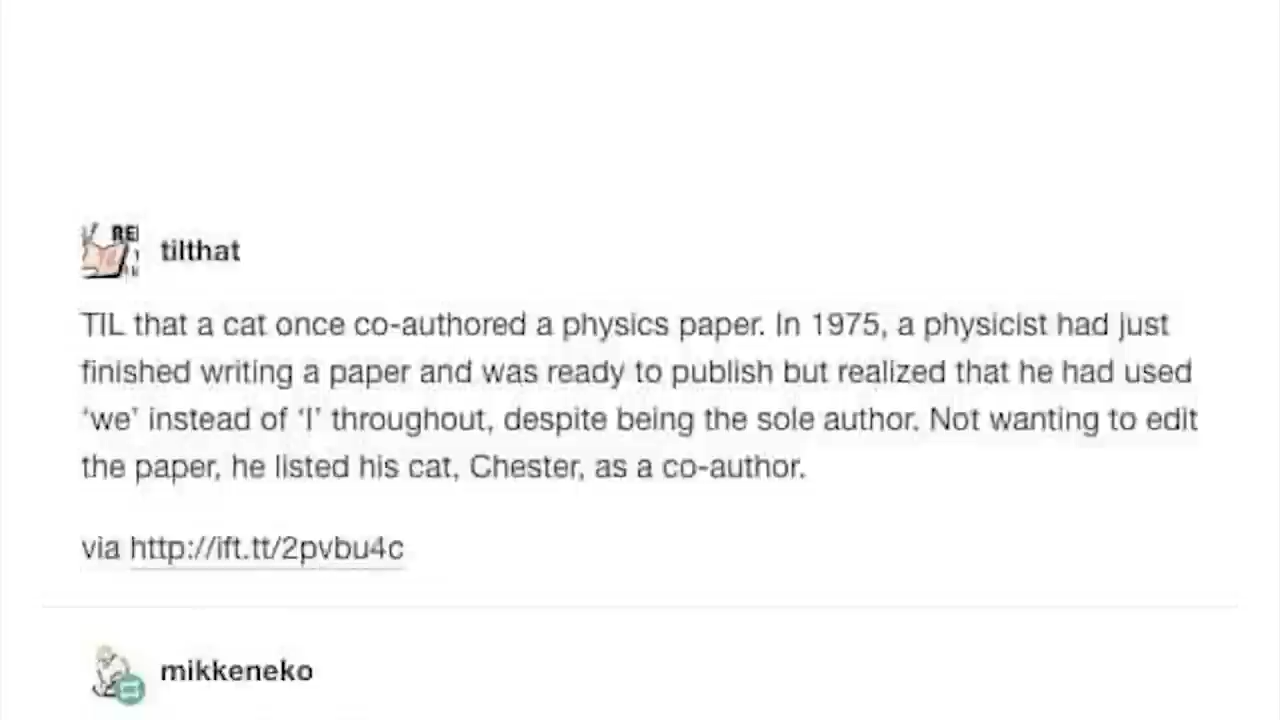 RE
tilthat
TIL that a cat once co-authored a physics paper. In 1975, a physicist had just
finished writing a paper and was ready to publish but realized that he had used
‘we’ instead of ‘I’ throughout, despite being the sole author. Not wanting to edit
the paper, he listed his cat, Chester, as a co-author.
via http://ift.tt/2pvbu4c
mikkeneko